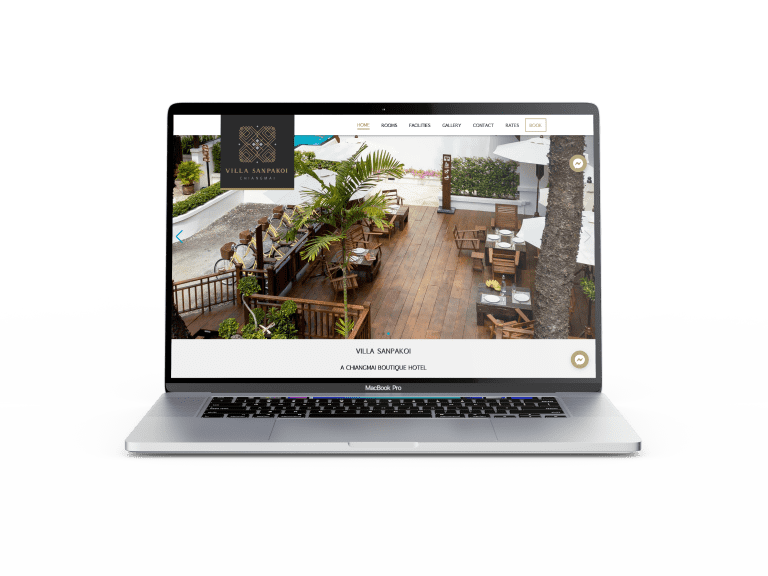 HOME ROOMS FACILITIES GALLERY CONTACT RATES BOOK
VILLA SANPAKOI
CHIANGMAI
VILLA SANPAKOI
A CHIANGMAI BOUTIQUE HOTEL
MacBook Pro